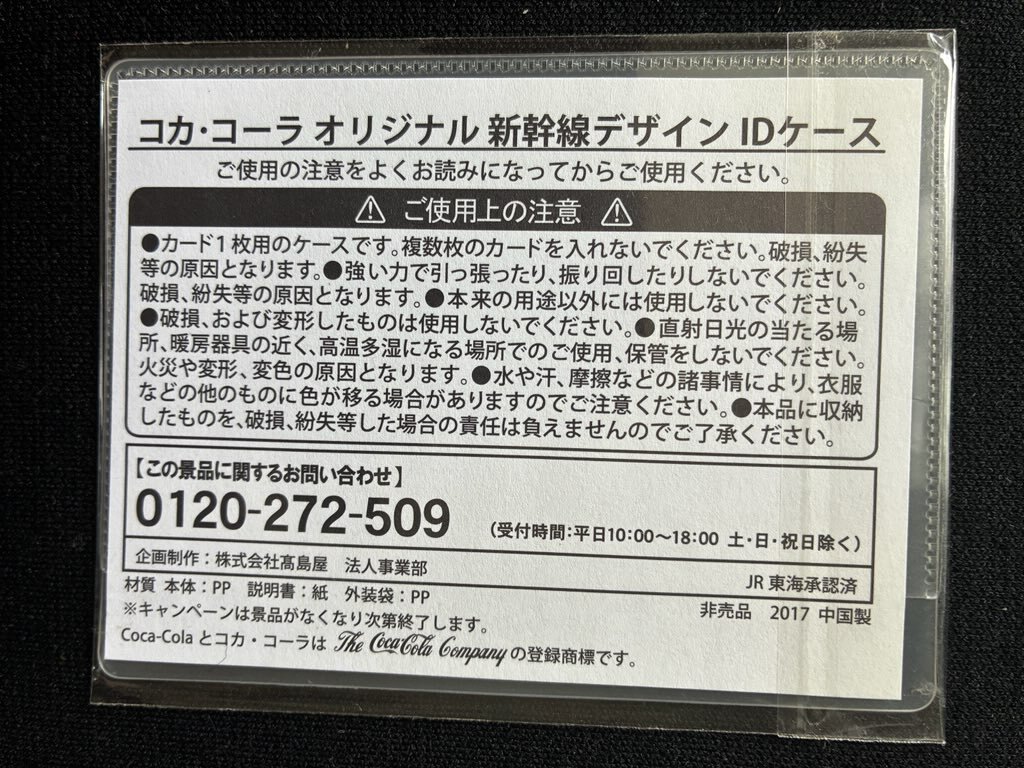 コカ・コーラ オリジナル 新幹線デザイン IDケース
ご使用の注意をよくお読みになってからご使用ください。
⚠ ご使用上の注意 ⚠
●カード1枚用のケースです。複数枚のカードを入れないでください。破損、紛失
等の原因となります。●強い力で引っ張ったり、振り回したりしないでください。
破損、紛失等の原因となります。●本来の用途以外には使用しないでください。
●破損、および変形したものは使用しないでください。●直射日光の当たる場
所、暖房器具の近く、高温多湿になる場所でのご使用、保管をしないでください。
火災や変形、変色の原因となります。●水や汗、摩擦などの諸事情により、衣服
などの他のものに色が移る場合がありますのでご注意ください。●本品に収納
したものを、破損、紛失等した場合の責任は負えませんのでご了承ください。
【この景品に関するお問い合わせ】
0120-272-509 (受付時間:平日10:00〜18:00 土・日・祝日除く)
企画制作:株式会社髙島屋 法人事業部 JR東海承認済
材質 本体:PP 説明書:紙 外装袋:PP 非売品 2017 中国製
※キャンペーンは景品がなくなり次第終了します。
Coca-Cola とコカ・コーラは The Coca-Cola Company の登録商標です。